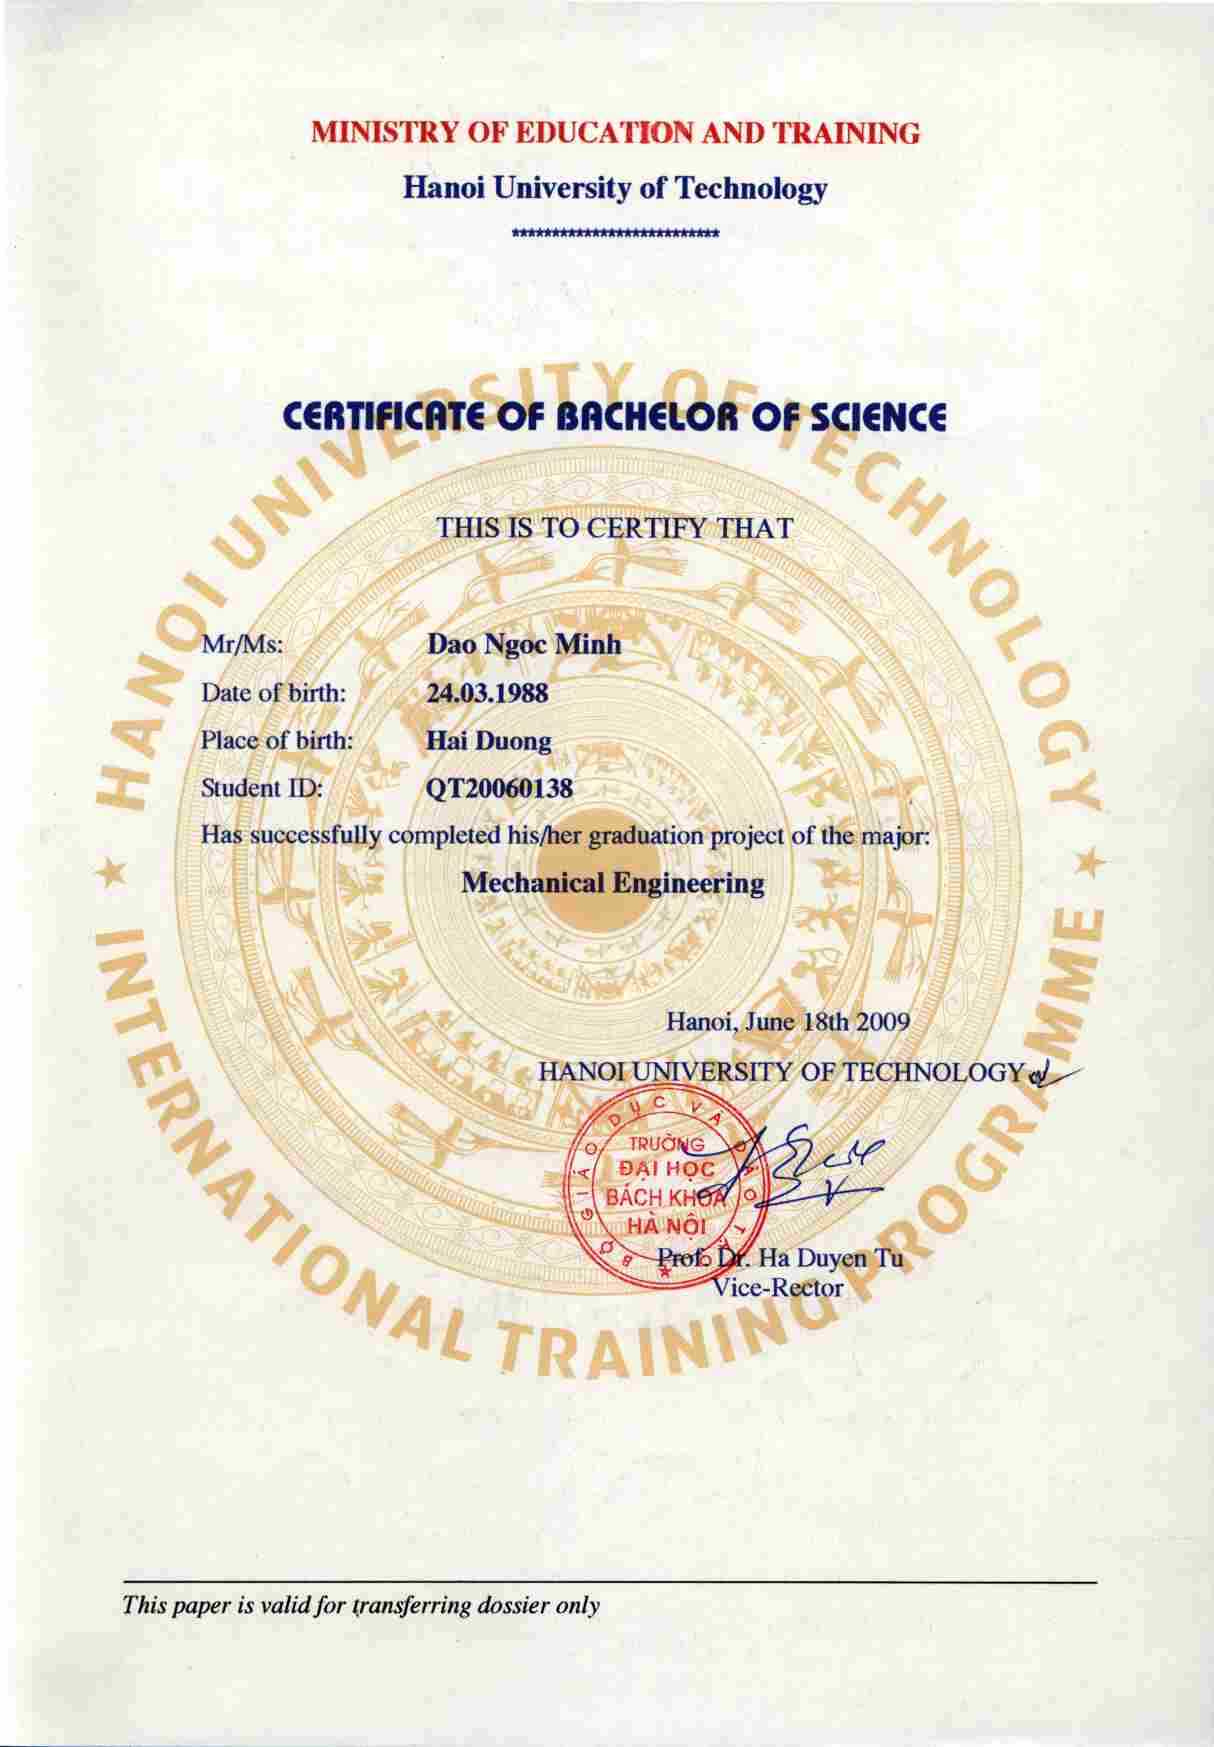 MINISTRY OF EDUCATION AND TRAINING
Hanoi University of Technology
**************************
CERTIFICATE OF BACHELOR OF SCIENCE
THIS IS TO CERTIFY THAT
Mr/Ms: Dao Ngoc Minh
Date of birth: 24.03.1988
Place of birth: Hai Duong
Student ID: QT20060138
Has successfully completed his/her graduation project of the major:
Mechanical Engineering
Hanoi, June 18th 2009
HANOI UNIVERSITY OF TECHNOLOGY
BỘ GIÁO DỤC VÀ ĐÀO TẠO
TRƯỜNG
ĐẠI HỌC
BÁCH KHOA
HÀ NỘI
Prof. Dr. Ha Duyen Tu
Vice-Rector
HANOI UNIVERSITY OF TECHNOLOGY
INTERNATIONAL TRAINING PROGRAMME
This paper is valid for transferring dossier only